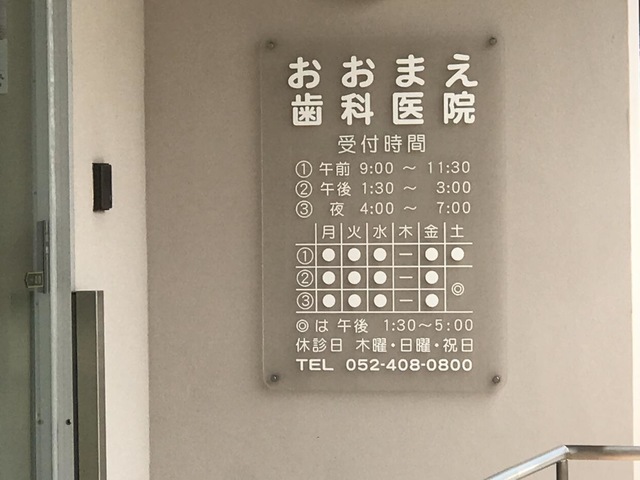 おおまえ
歯科医院
受付時間
① 午前 9:00 〜 11:30
② 午後 1:30 〜 3:00
③ 夜 4:00 〜 7:00
月 火 水 木 金 土
① ● ● ● － ● ●
② ● ● ● － ● ◎
③ ● ● ● － ●
◎は 午後 1:30〜5:00
休診日 木曜・日曜・祝日
TEL 052-408-0800